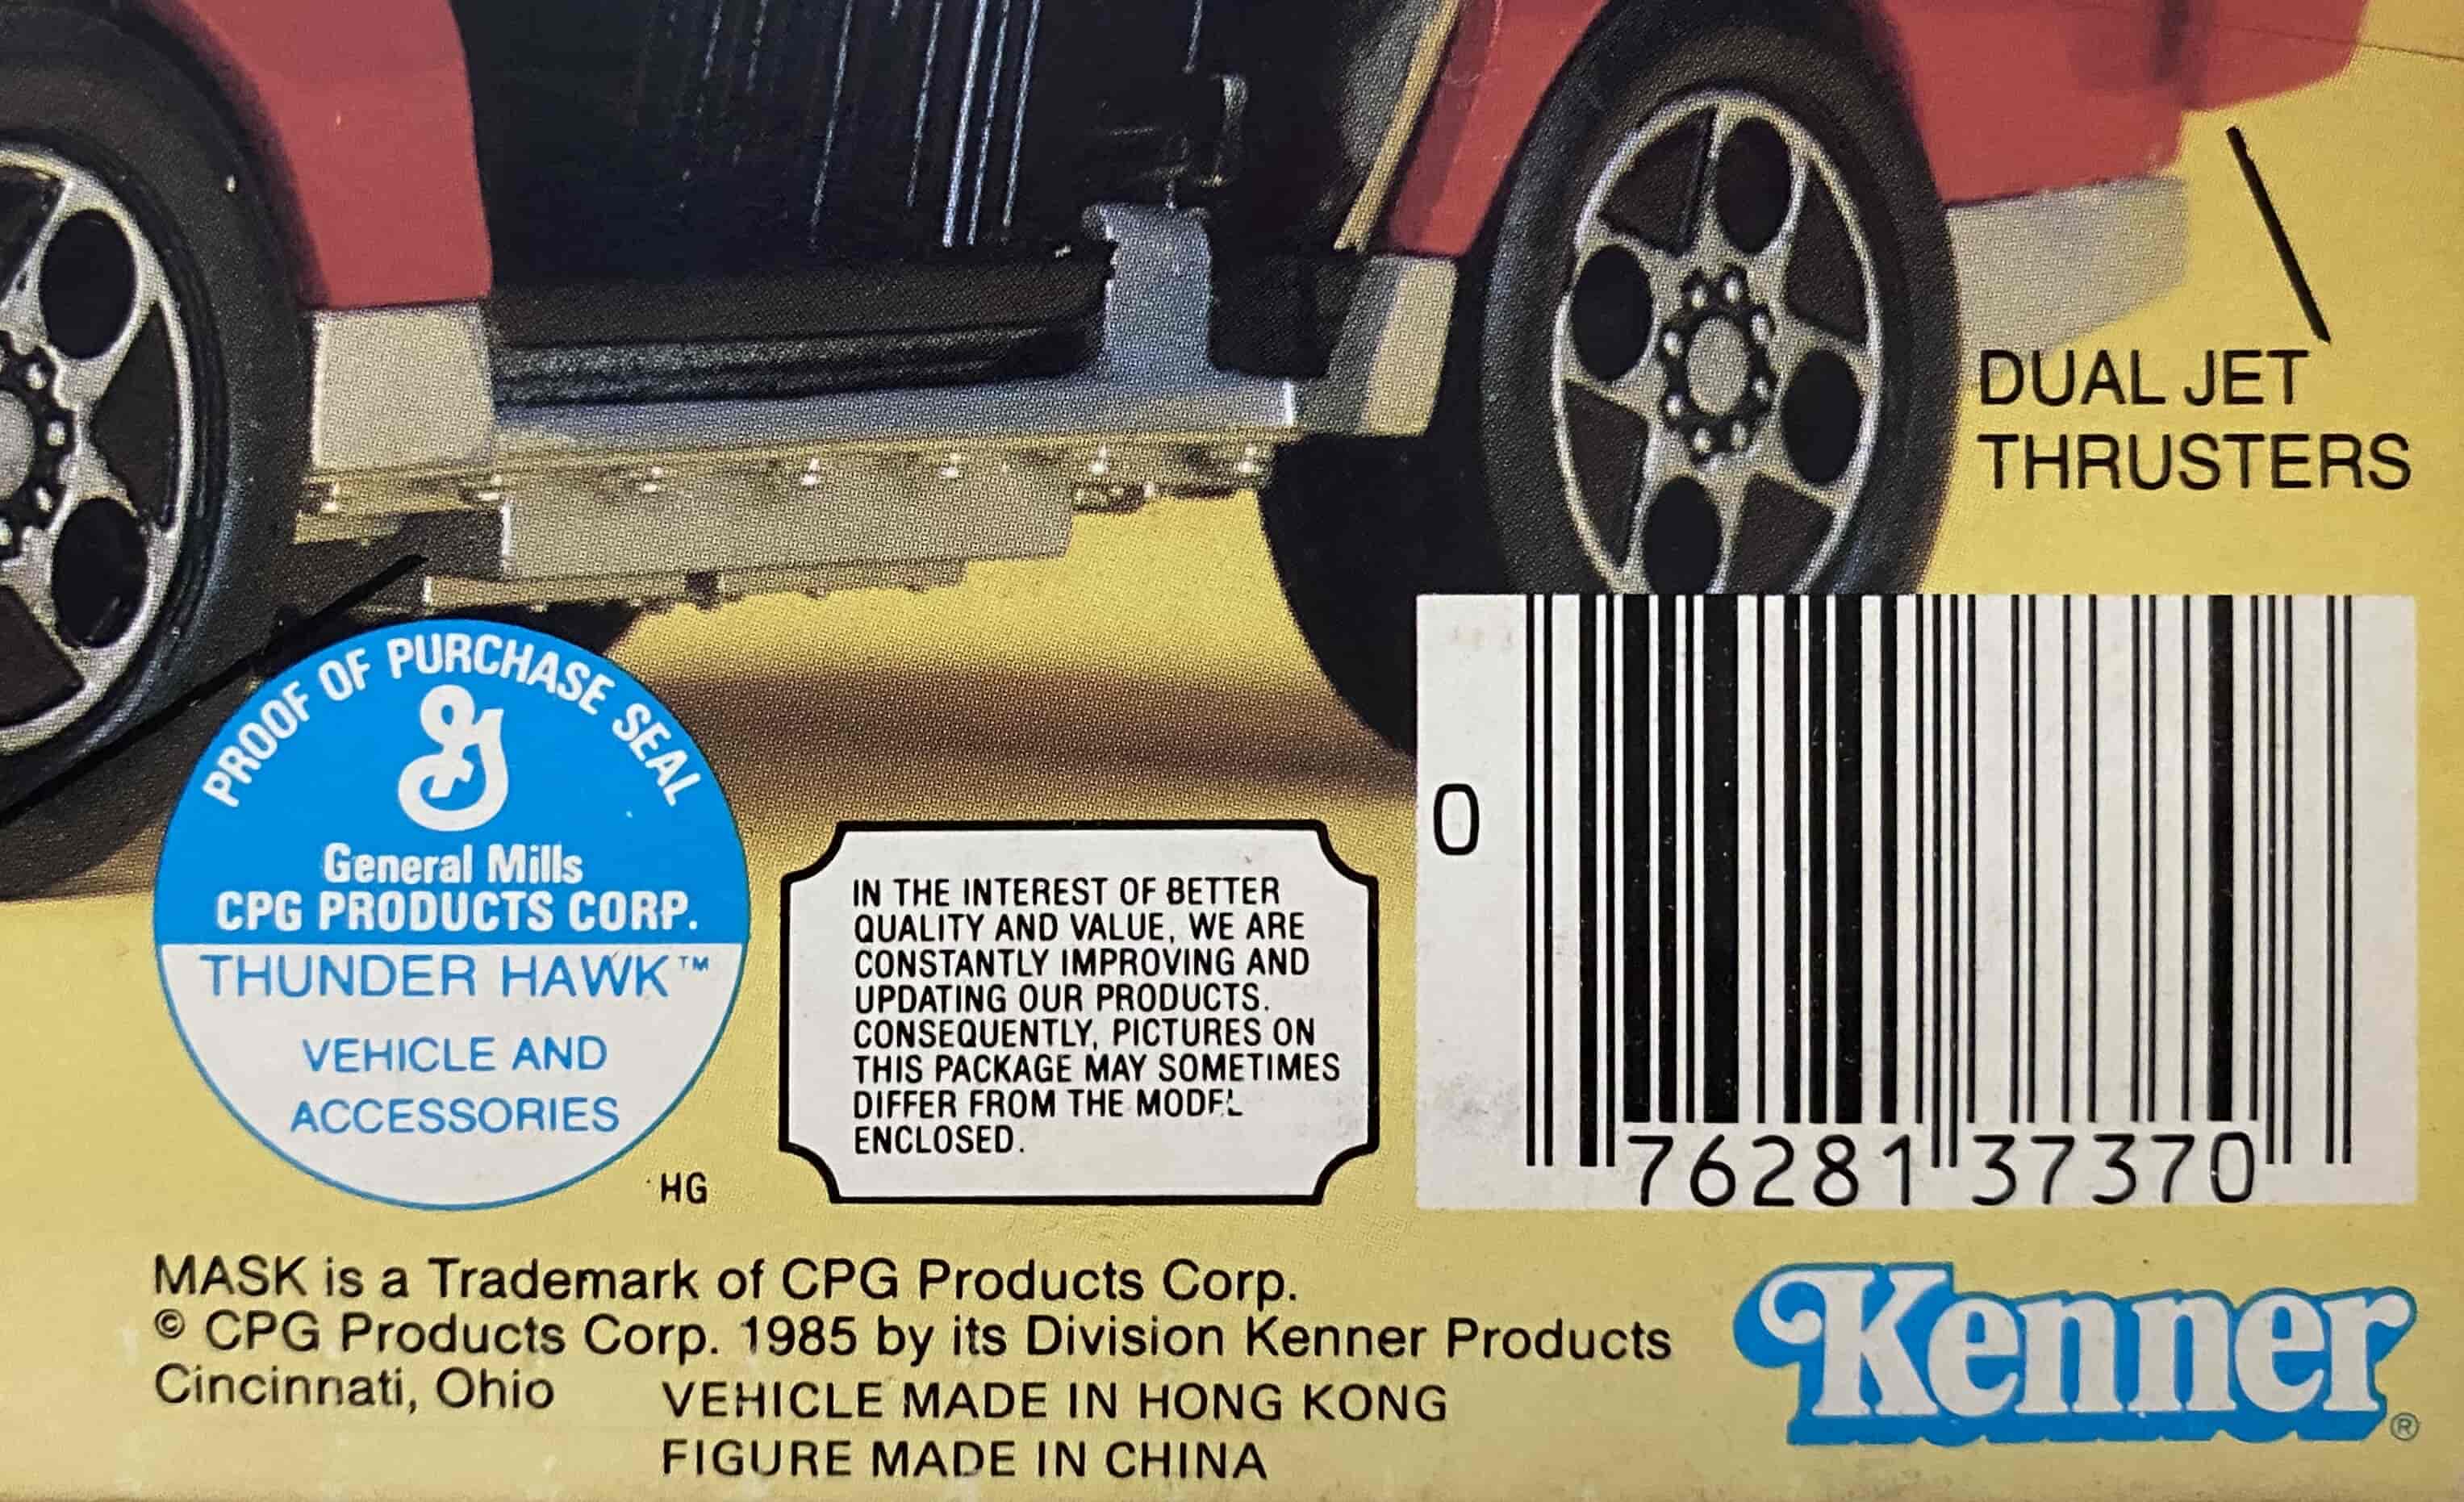 DUAL JET
THRUSTERS
PROOF OF PURCHASE SEAL
G
General Mills
CPG PRODUCTS CORP.
THUNDER HAWK™
VEHICLE AND
ACCESSORIES
HG
IN THE INTEREST OF BETTER
QUALITY AND VALUE, WE ARE
CONSTANTLY IMPROVING AND
UPDATING OUR PRODUCTS.
CONSEQUENTLY, PICTURES ON
THIS PACKAGE MAY SOMETIMES
DIFFER FROM THE MODEL
ENCLOSED.
0
76281 37370
MASK is a Trademark of CPG Products Corp.
© CPG Products Corp. 1985 by its Division Kenner Products
Cincinnati, Ohio
VEHICLE MADE IN HONG KONG
FIGURE MADE IN CHINA
Kenner®